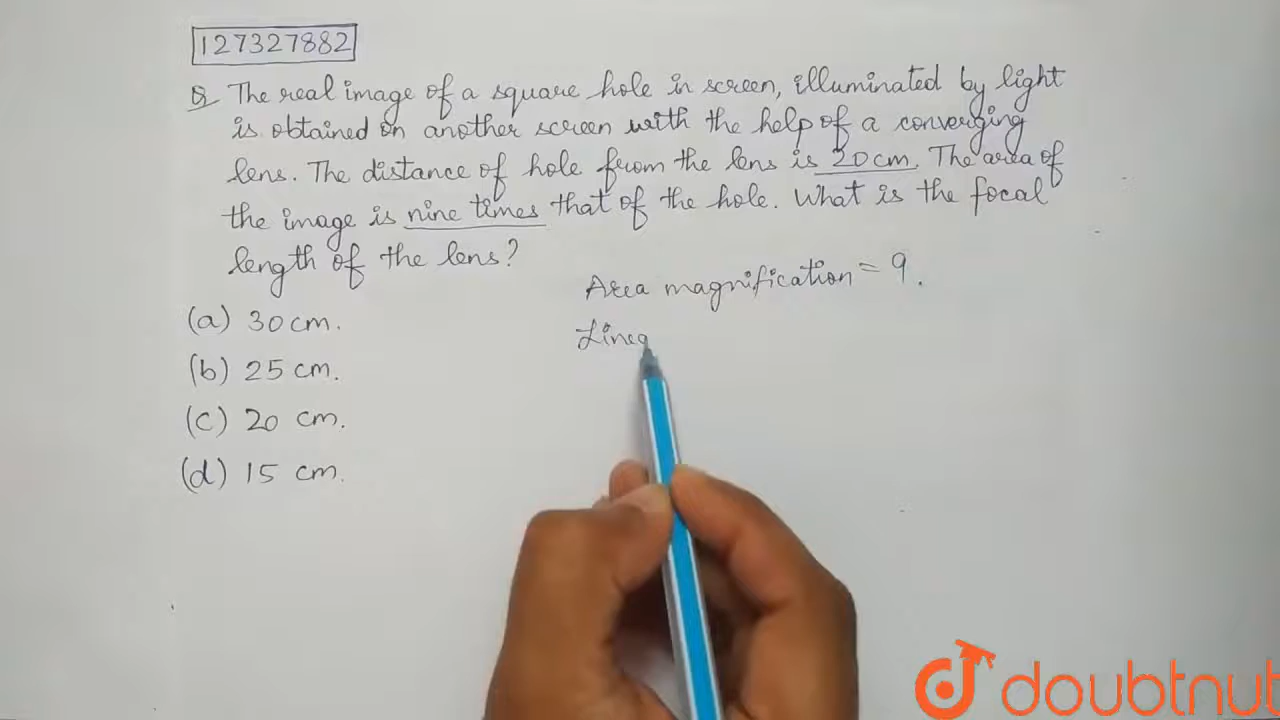 127327882
Q The real image of a square hole in screen, illuminated by light
is obtained on another screen with the help of a converging
lens. The distance of hole from the lens is 20 cm. The area of
the image is nine times that of the hole. What is the focal
length of the lens?
Area magnification = 9.
(a) 30 cm.
Linea
(b) 25 cm.
(c) 20 cm.
(d) 15 cm.
doubtnut